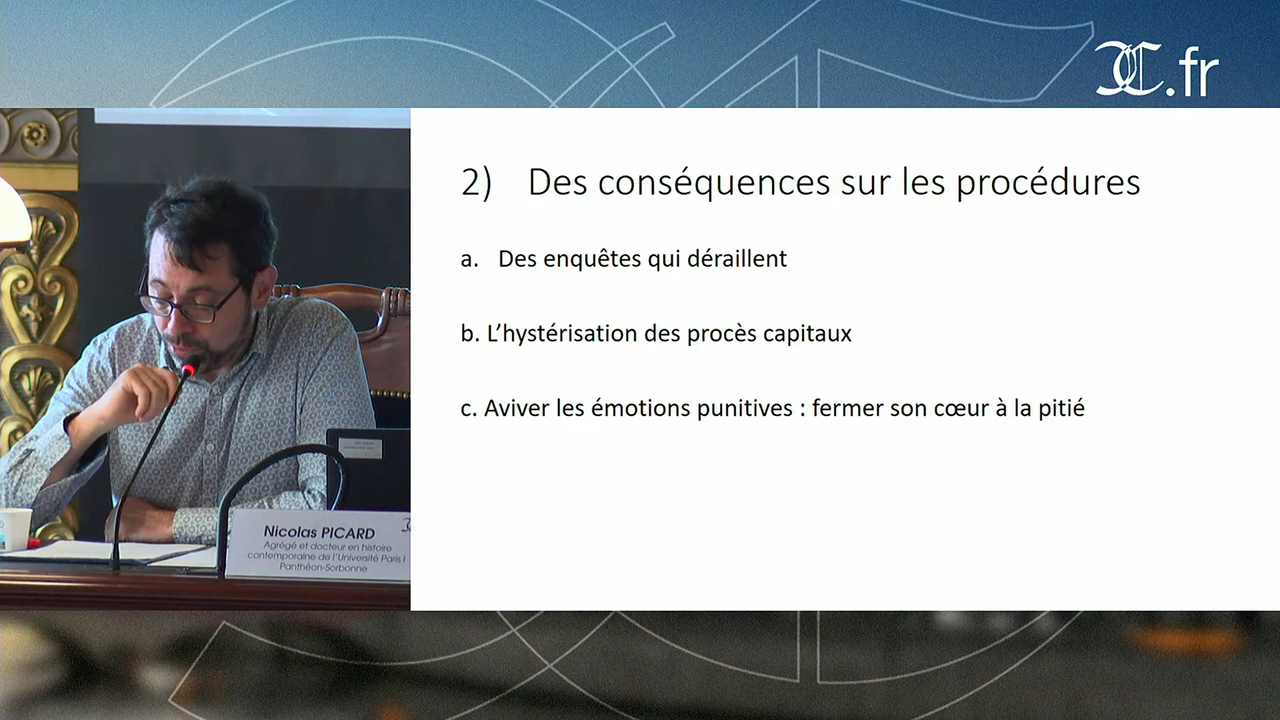 .fr
2) Des conséquences sur les procédures
a. Des enquêtes qui déraillent
b. L’hystérisation des procès capitaux
c. Aviver les émotions punitives : fermer son cœur à la pitié
Nicolas PICARD
Agrégé et docteur en histoire
contemporaine de l'Université Paris I
Panthéon-Sorbonne